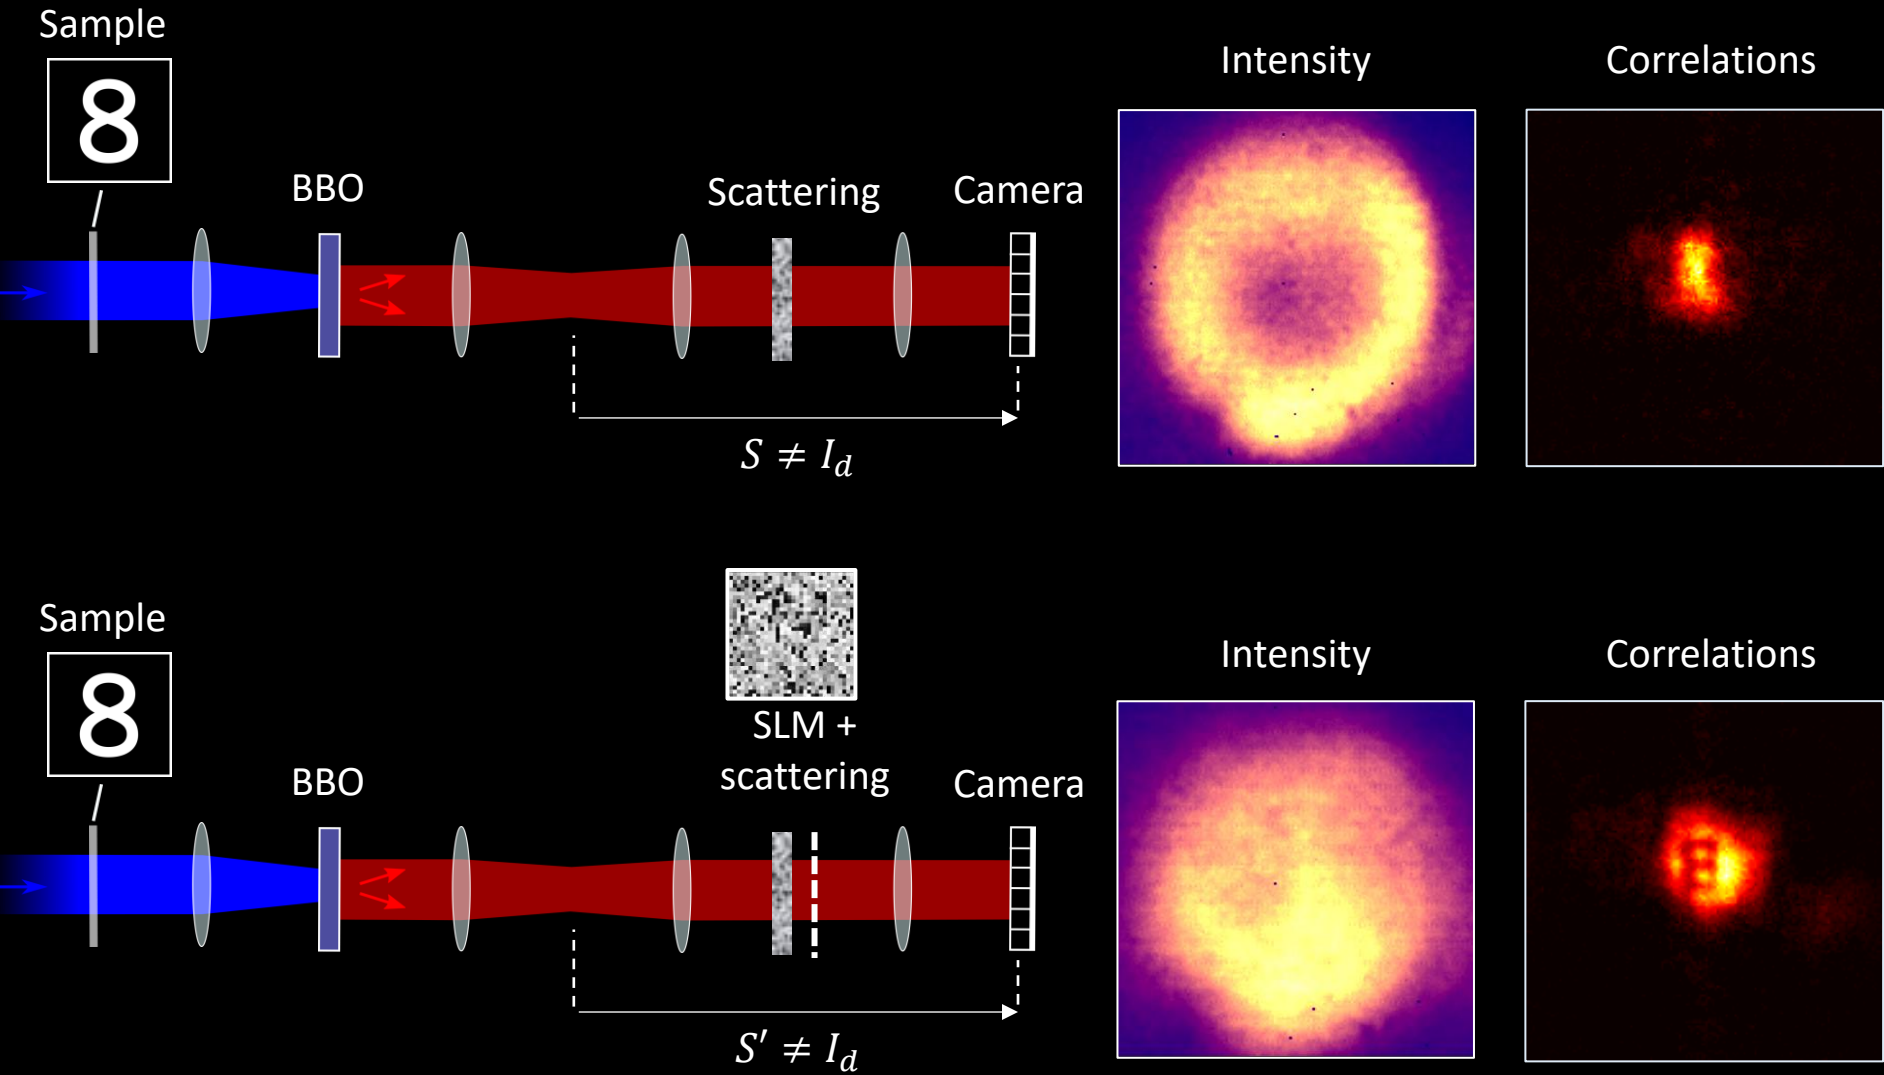 Sample
8
BBO
Scattering
Camera
Intensity
Correlations
S ≠ I_d
Sample
8
BBO
SLM +
scattering
Camera
Intensity
Correlations
S′ ≠ I_d